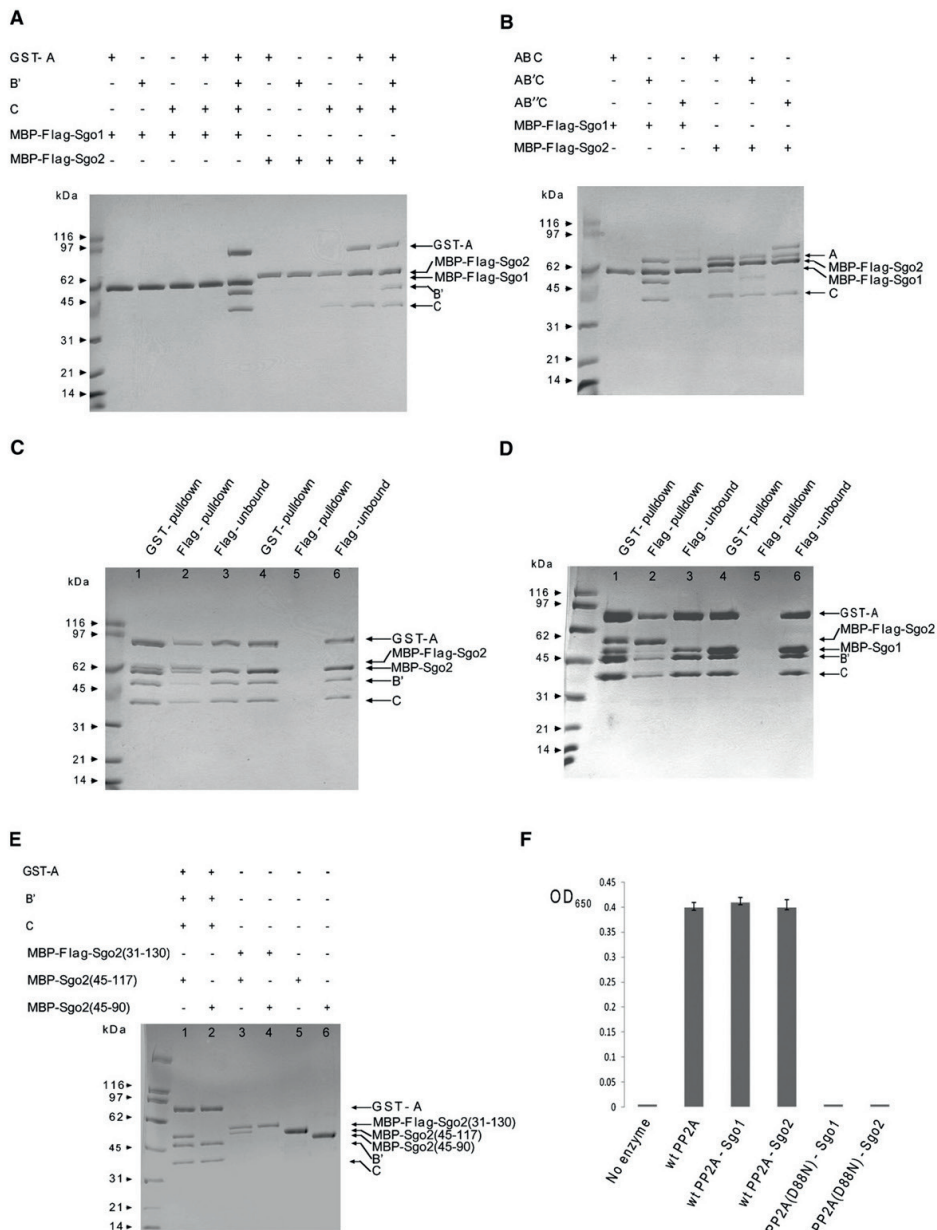 A
GST-A + - - + + + - - + +
B' - + - - + - + - - +
C - - + + + - - + + +
MBP-Flag-Sgo1 + + + + + - - - - -
MBP-Flag-Sgo2 - - - - - + + + + +
kDa
116
97
62
45
31
21
14
GST-A
MBP-Flag-Sgo2
MBP-Flag-Sgo1
B'
C
B
ABC + - - + - -
AB'C - + - - + -
AB''C - - + - - +
MBP-Flag-Sgo1 + + + - - -
MBP-Flag-Sgo2 - - - + + +
kDa
116
97
62
45
31
21
14
A
MBP-Flag-Sgo2
MBP-Flag-Sgo1
C
C
GST-pulldown
Flag-pulldown
Flag-unbound
GST-pulldown
Flag-pulldown
Flag-unbound
kDa
1 2 3 4 5 6
116
97
62
45
31
21
14
GST-A
MBP-Flag-Sgo2
MBP-Sgo2
B'
C
D
GST-pulldown
Flag-pulldown
Flag-unbound
GST-pulldown
Flag-pulldown
Flag-unbound
kDa
1 2 3 4 5 6
116
97
62
45
31
21
14
GST-A
MBP-Flag-Sgo2
MBP-Sgo1
B'
C
E
GST-A + + - - - -
B' + + - - - -
C + + - - - -
MBP-Flag-Sgo2(31-130) - - + + - -
MBP-Sgo2(45-117) + - + - + -
MBP-Sgo2(45-90) - + - + - +
kDa
1 2 3 4 5 6
116
97
62
45
31
21
14
GST-A
MBP-Flag-Sgo2(31-130)
MBP-Sgo2(45-117)
MBP-Sgo2(45-90)
B'
C
F
OD650
0.45
0.4
0.35
0.3
0.25
0.2
0.15
0.1
0.05
0
No enzyme
wt PP2A
wt PP2A - Sgo1
wt PP2A - Sgo2
PP2A(D88N) - Sgo1
PP2A(D88N) - Sgo2